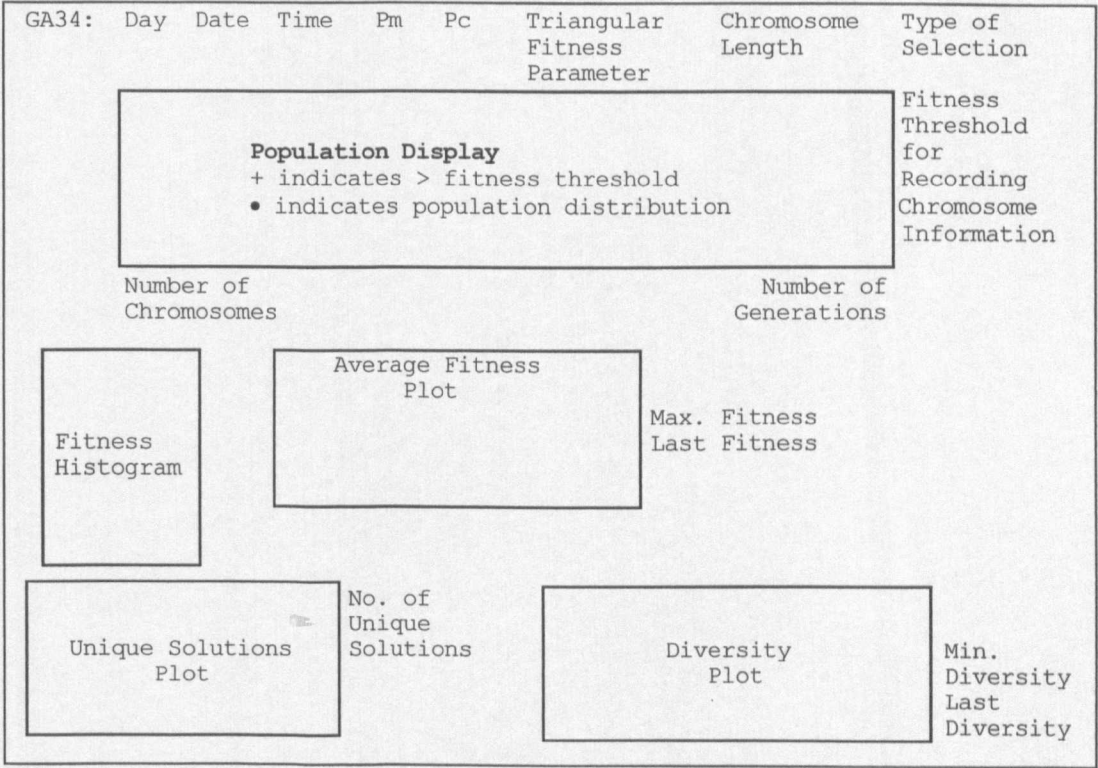 GA34: Day Date Time Pm Pc Triangular Fitness Parameter Chromosome Length Type of Selection
Fitness
Threshold
for
Recording
Chromosome
Information
Population Display
+ indicates > fitness threshold
• indicates population distribution
Number of
Chromosomes
Number of
Generations
Fitness
Histogram
Average Fitness
Plot
Max. Fitness
Last Fitness
Unique Solutions
Plot
No. of
Unique
Solutions
Diversity
Plot
Min.
Diversity
Last
Diversity